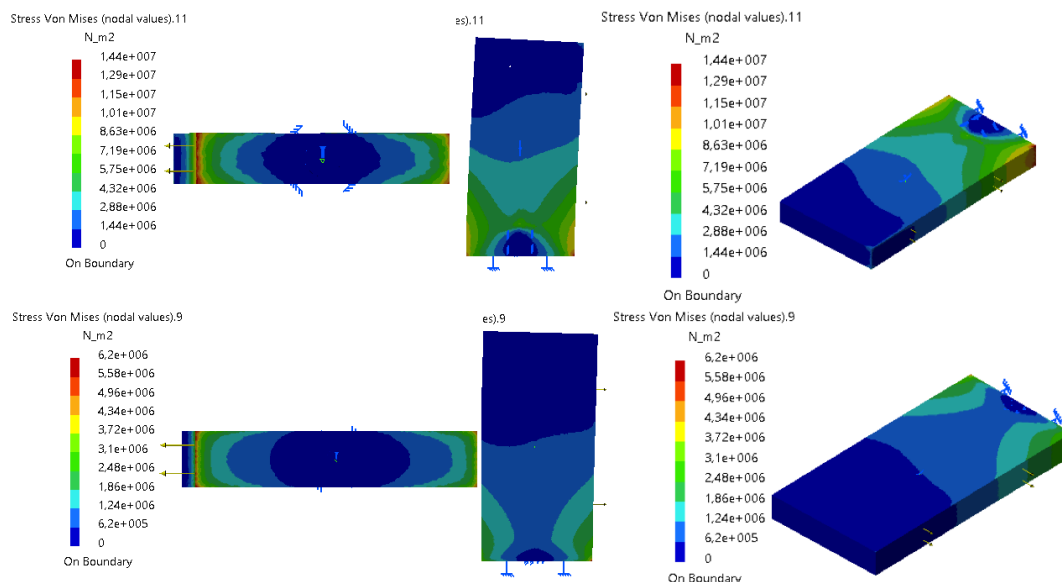 Stress Von Mises (nodal values).11
N_m2
1,44e+007
1,29e+007
1,15e+007
1,01e+007
8,63e+006
7,19e+006
5,75e+006
4,32e+006
2,88e+006
1,44e+006
0
On Boundary
es).11
Stress Von Mises (nodal values).11
N_m2
1,44e+007
1,29e+007
1,15e+007
1,01e+007
8,63e+006
7,19e+006
5,75e+006
4,32e+006
2,88e+006
1,44e+006
0
On Boundary
Stress Von Mises (nodal values).9
N_m2
6,2e+006
5,58e+006
4,96e+006
4,34e+006
3,72e+006
3,1e+006
2,48e+006
1,86e+006
1,24e+006
6,2e+005
0
On Boundary
es).9
Stress Von Mises (nodal values).9
N_m2
6,2e+006
5,58e+006
4,96e+006
4,34e+006
3,72e+006
3,1e+006
2,48e+006
1,86e+006
1,24e+006
6,2e+005
0
On Boundary